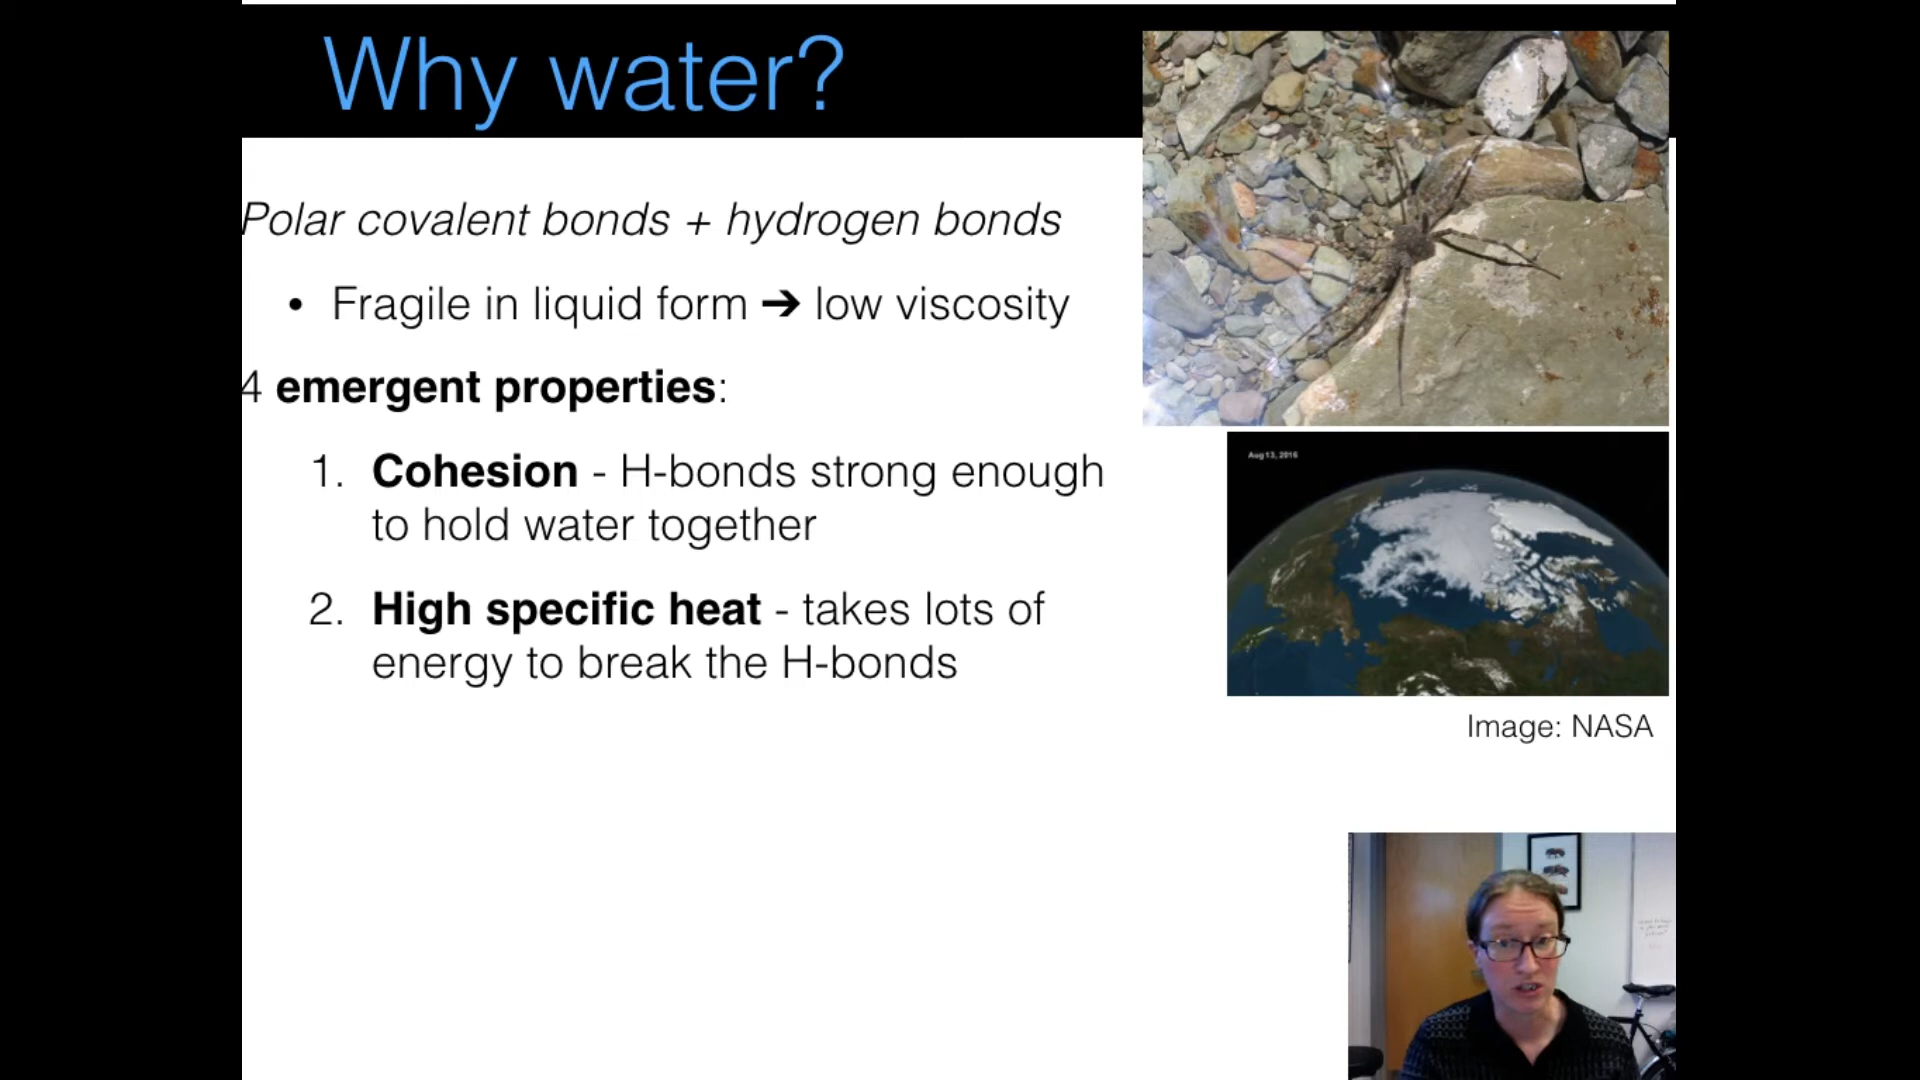 Why water?
Polar covalent bonds + hydrogen bonds
• Fragile in liquid form ➔ low viscosity
4 emergent properties:
1. Cohesion - H-bonds strong enough
to hold water together
2. High specific heat - takes lots of
energy to break the H-bonds
Aug 13, 2016
Image: NASA